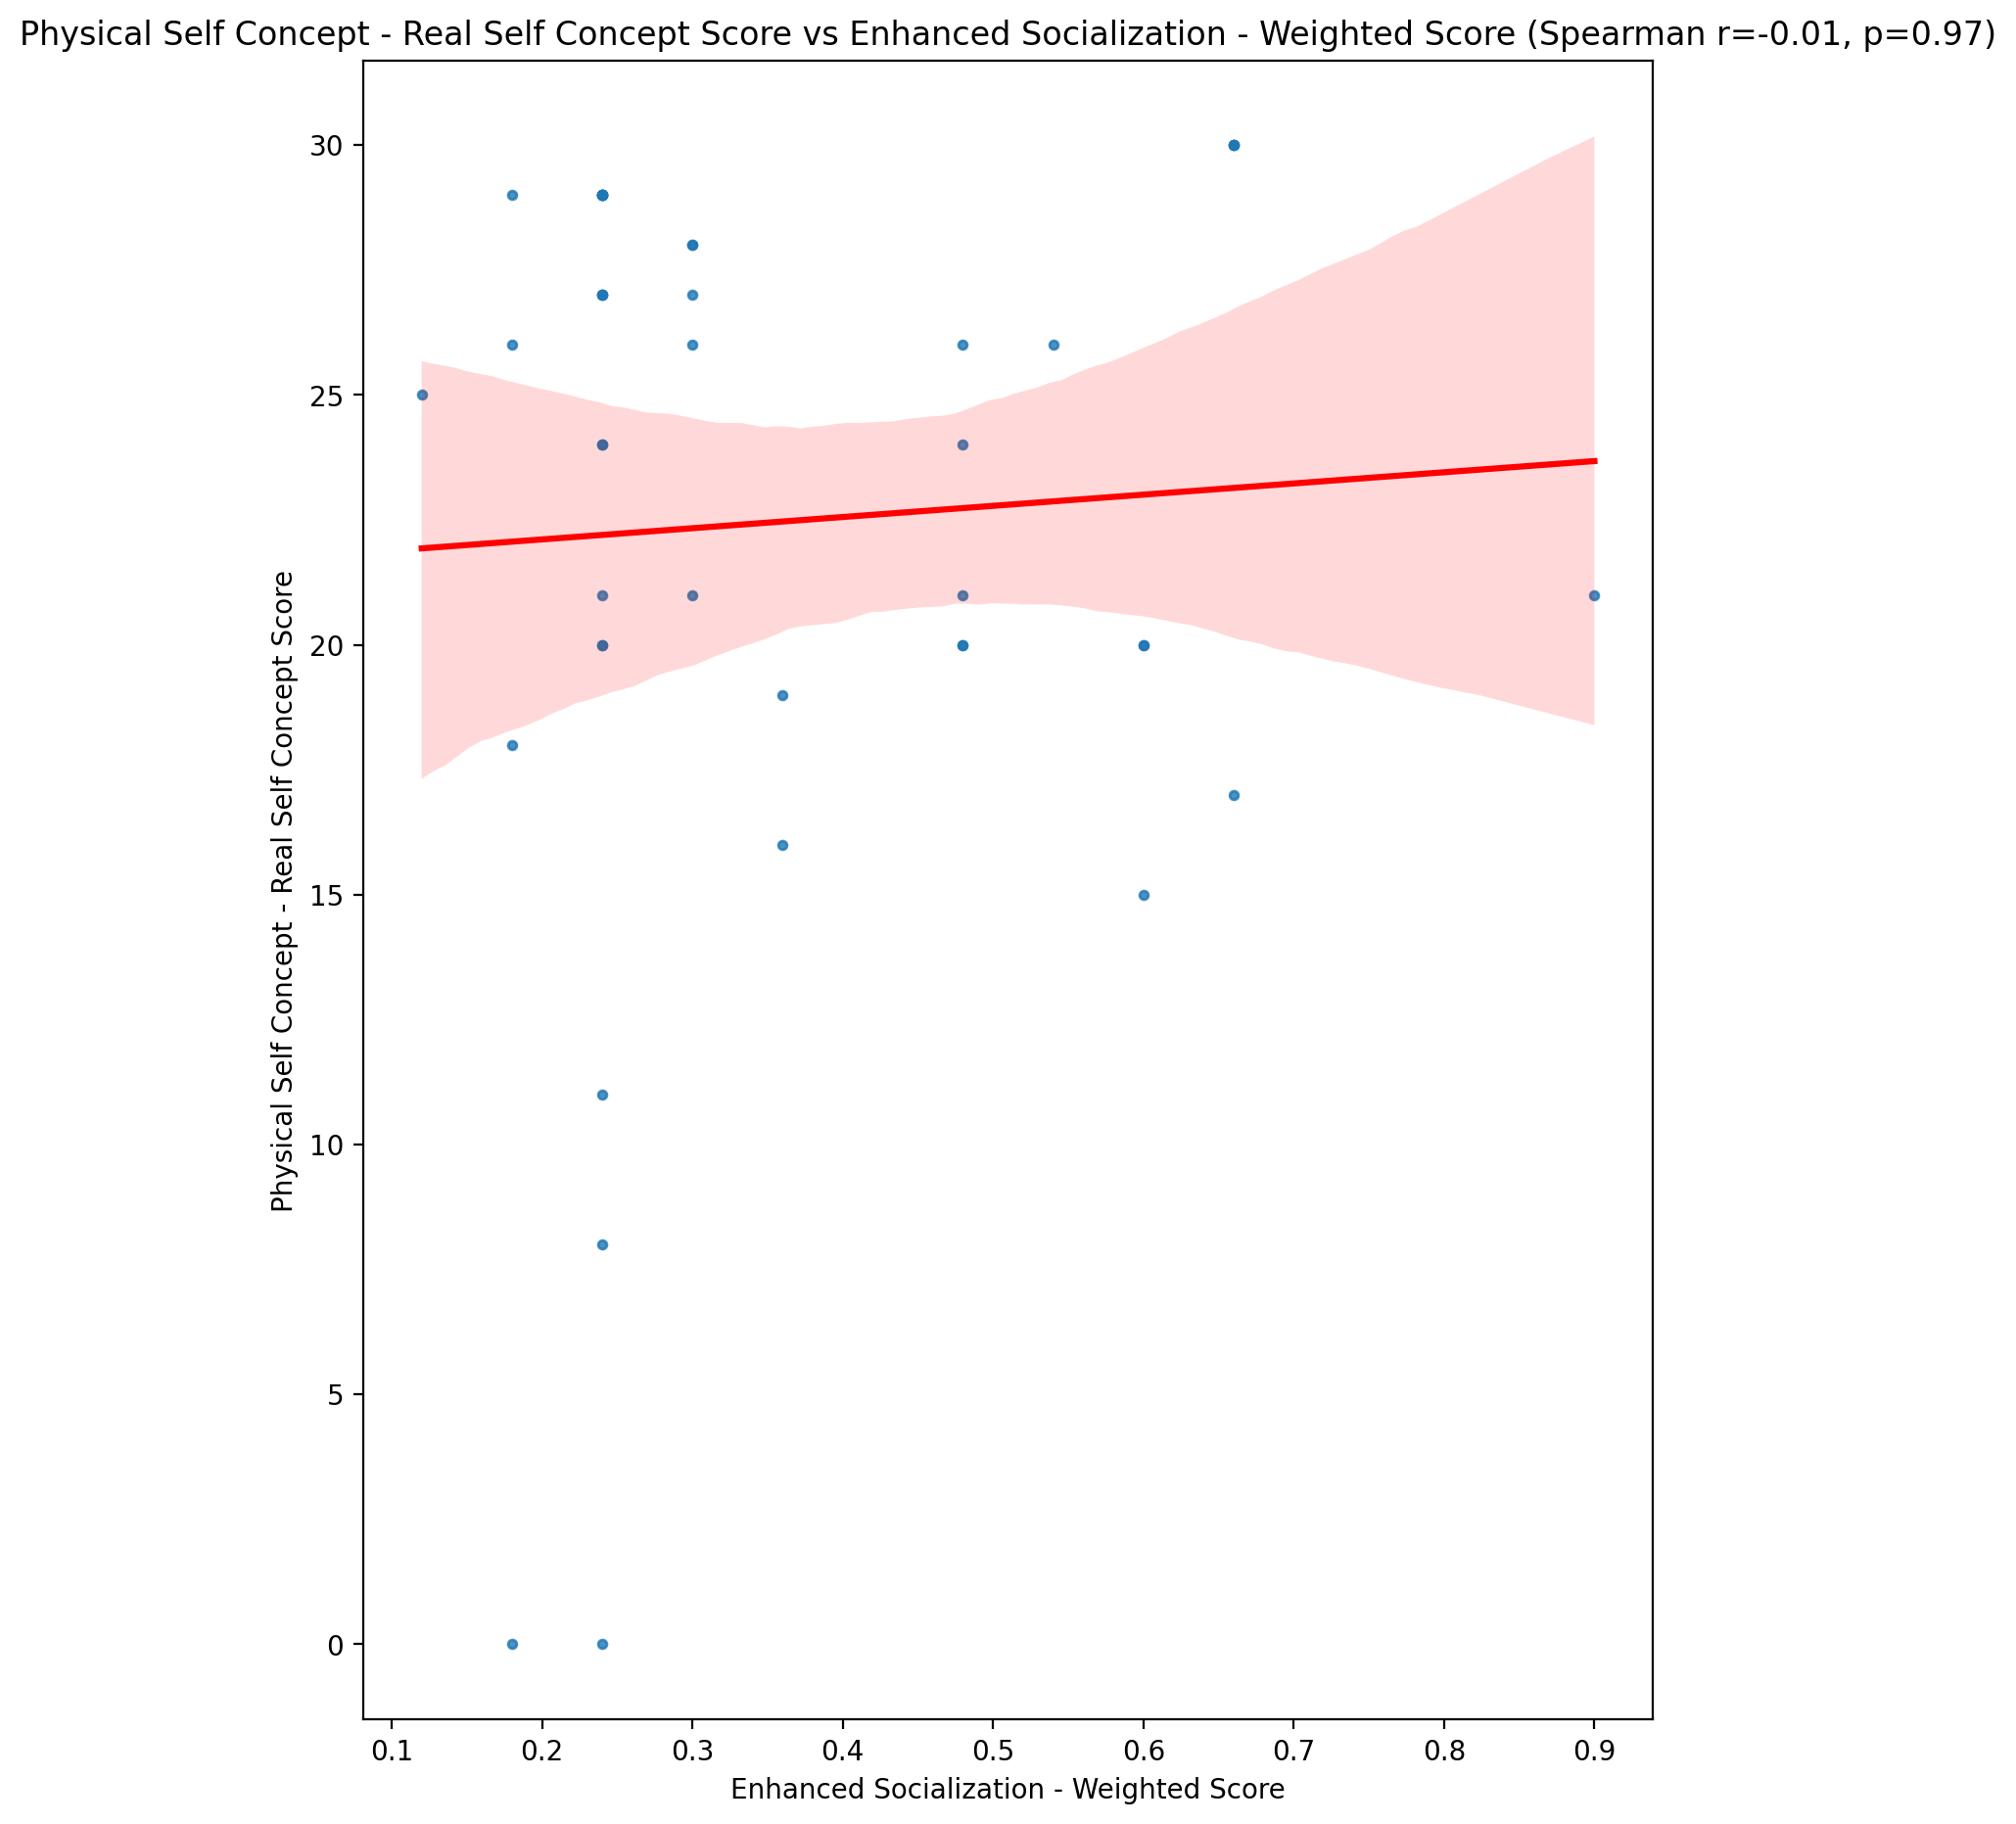 Physical Self Concept - Real Self Concept Score vs Enhanced Socialization - Weighted Score (Spearman r=-0.01, p=0.97)
Physical Self Concept - Real Self Concept Score
30
25
20
15
10
5
0
0.1 0.2 0.3 0.4 0.5 0.6 0.7 0.8 0.9
Enhanced Socialization - Weighted Score